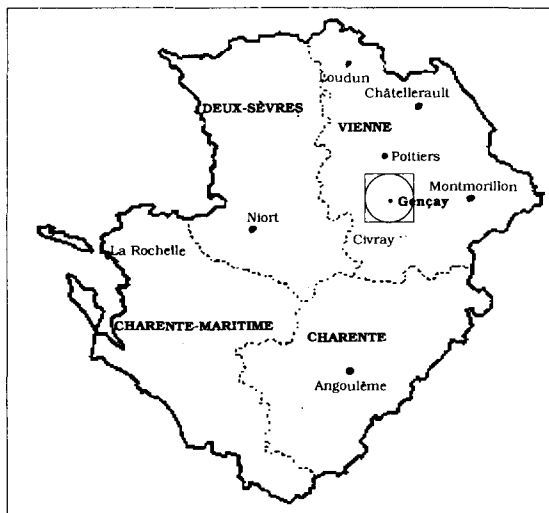 Loudun
Châtellerault
DEUX-SÈVRES
VIENNE
Poitiers
Montmorillon
Gençay
Niort
Civray
La Rochelle
CHARENTE-MARITIME
CHARENTE
Angoulême